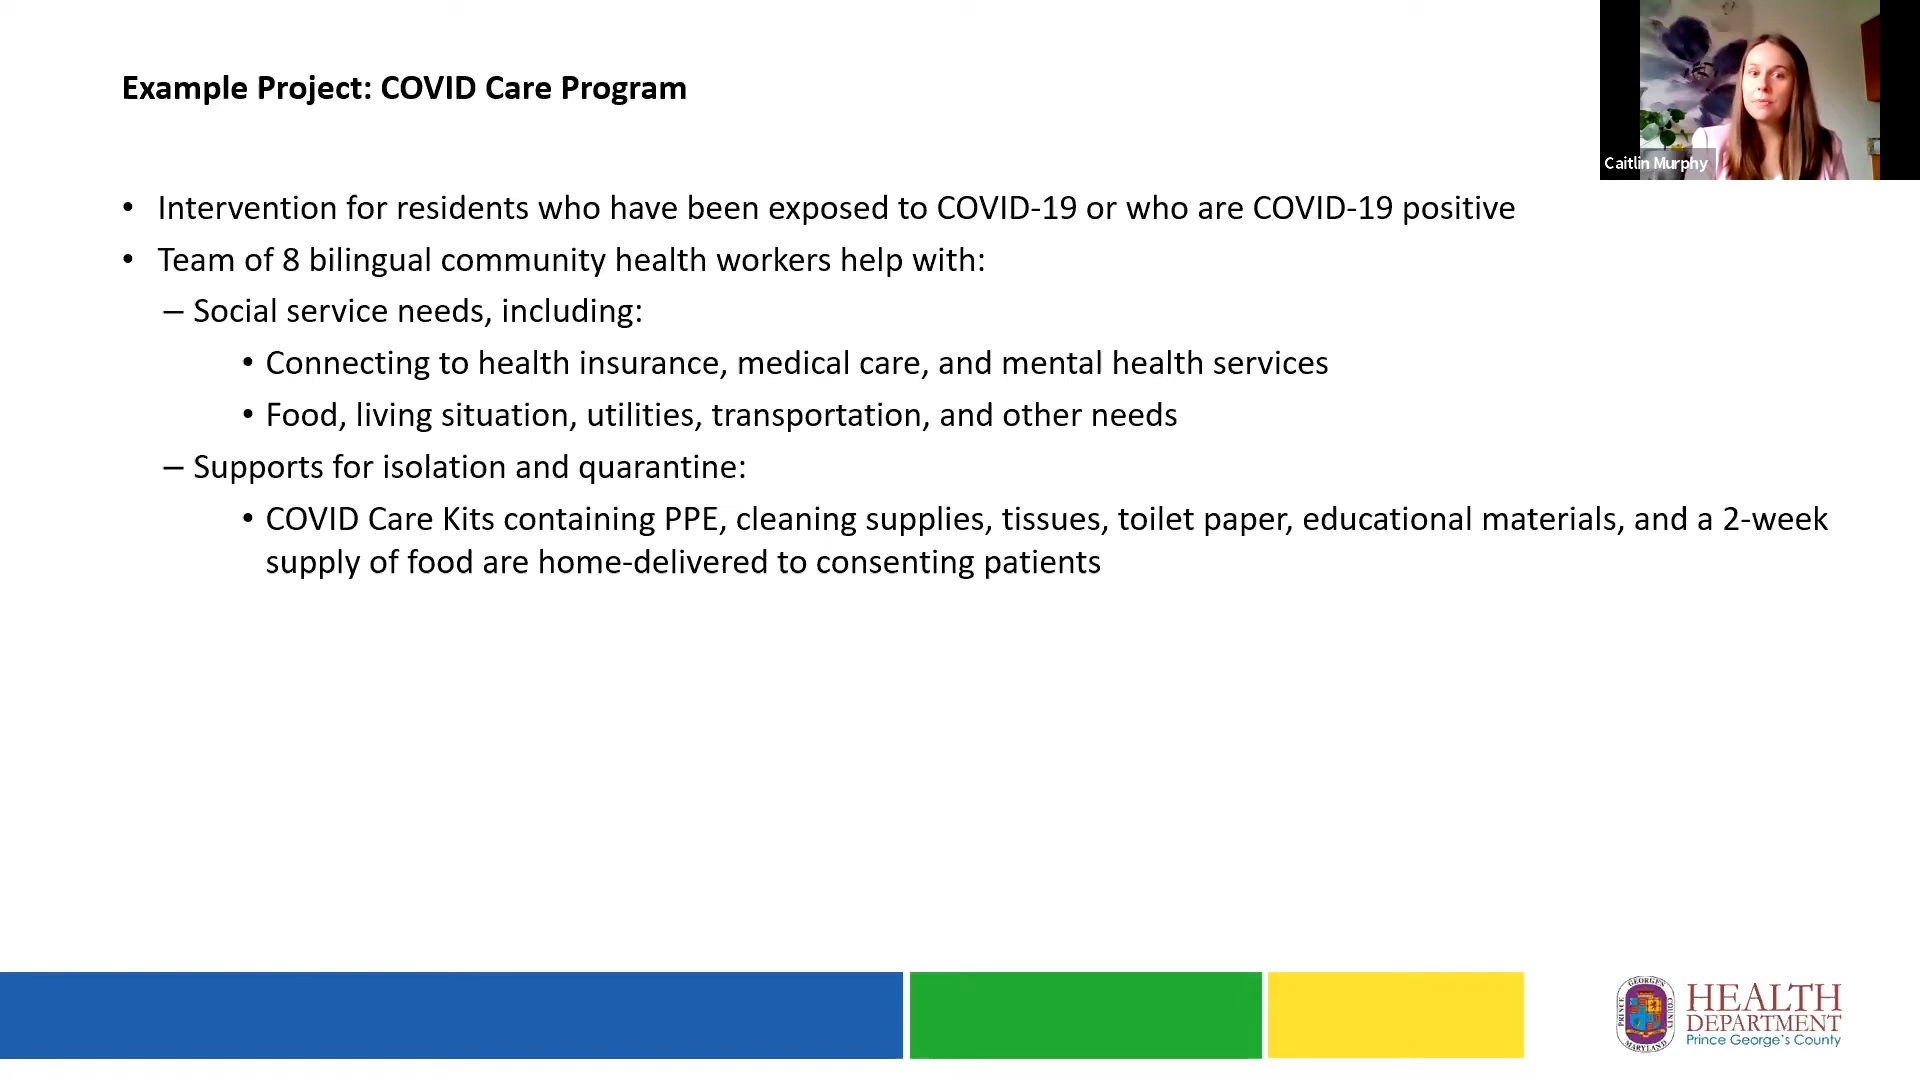 Example Project: COVID Care Program
Caitlin Murphy
• Intervention for residents who have been exposed to COVID-19 or who are COVID-19 positive
• Team of 8 bilingual community health workers help with:
– Social service needs, including:
• Connecting to health insurance, medical care, and mental health services
• Food, living situation, utilities, transportation, and other needs
– Supports for isolation and quarantine:
• COVID Care Kits containing PPE, cleaning supplies, tissues, toilet paper, educational materials, and a 2-week
supply of food are home-delivered to consenting patients
PRINCE GEORGE'S COUNTY
MARYLAND
HEALTH
DEPARTMENT
Prince George's County